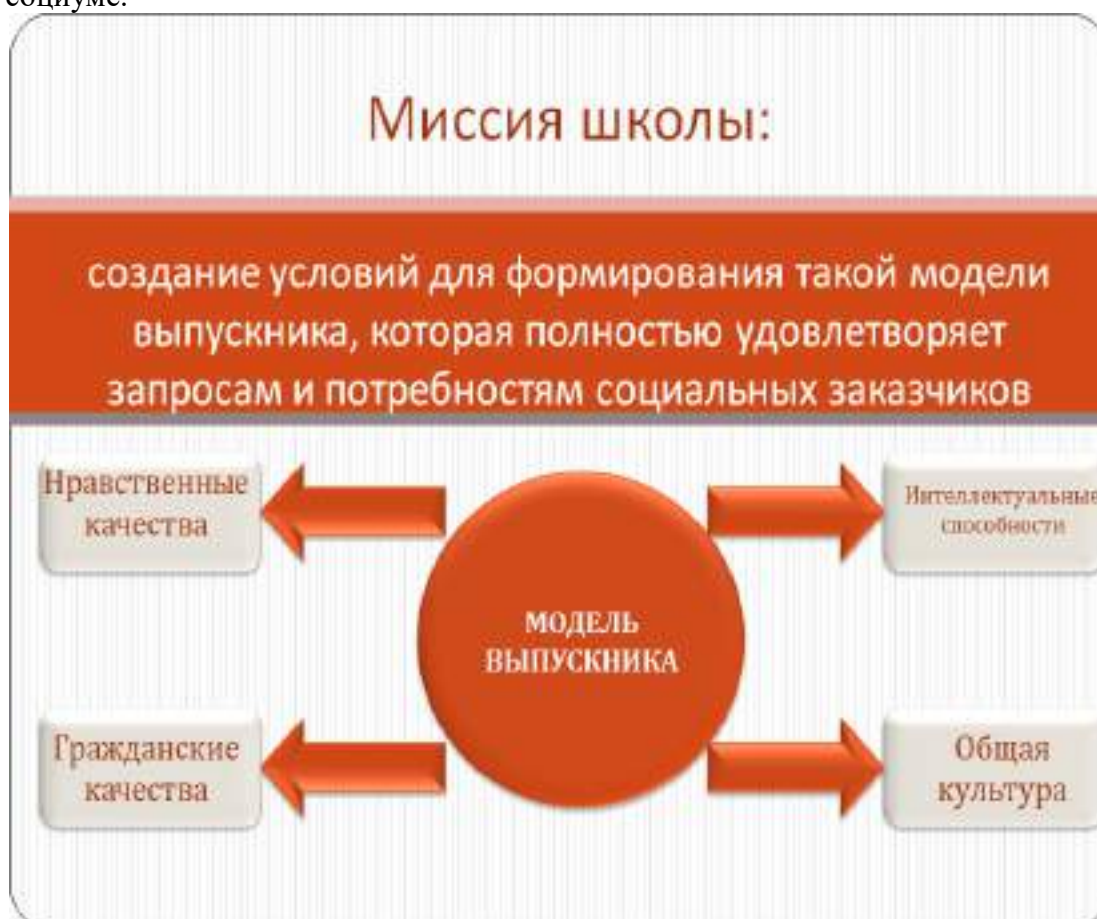 социуме.
Миссия школы:
создание условий для формирования такой модели
выпускника, которая полностью удовлетворяет
запросам и потребностям социальных заказчиков
Нравственные
качества
Интеллектуальные
способности
МОДЕЛЬ
ВЫПУСКНИКА
Гражданские
качества
Общая
культура